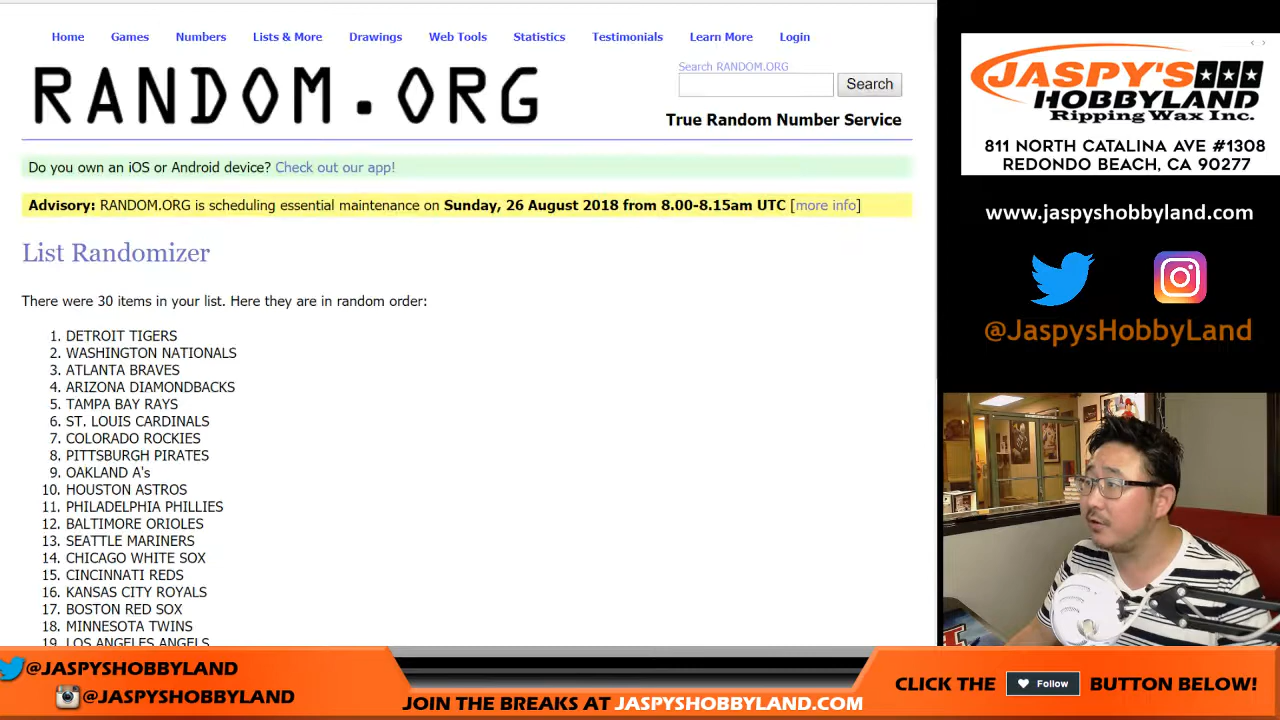 Home Games Numbers Lists & More Drawings Web Tools Statistics Testimonials Learn More Login
RANDOM.ORG
Search RANDOM.ORG
Search
True Random Number Service
Do you own an iOS or Android device? Check out our app!
Advisory: RANDOM.ORG is scheduling essential maintenance on Sunday, 26 August 2018 from 8.00-8.15am UTC [more info]
List Randomizer
There were 30 items in your list. Here they are in random order:
1. DETROIT TIGERS
2. WASHINGTON NATIONALS
3. ATLANTA BRAVES
4. ARIZONA DIAMONDBACKS
5. TAMPA BAY RAYS
6. ST. LOUIS CARDINALS
7. COLORADO ROCKIES
8. PITTSBURGH PIRATES
9. OAKLAND A's
10. HOUSTON ASTROS
11. PHILADELPHIA PHILLIES
12. BALTIMORE ORIOLES
13. SEATTLE MARINERS
14. CHICAGO WHITE SOX
15. CINCINNATI REDS
16. KANSAS CITY ROYALS
17. BOSTON RED SOX
18. MINNESOTA TWINS
19. LOS ANGELES ANGELS
JASPY'S
HOBBYLAND
Ripping Wax Inc.
811 NORTH CATALINA AVE #1308
REDONDO BEACH, CA 90277
www.jaspyshobbyland.com
@JaspysHobbyLand
@JASPYSHOBBYLAND
@JASPYSHOBBYLAND
JOIN THE BREAKS AT JASPYSHOBBYLAND.COM
CLICK THE Follow BUTTON BELOW!